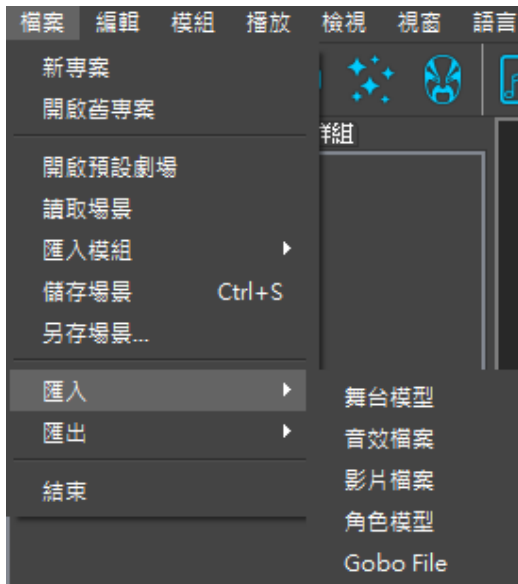 檔案 編輯 模組 播放 檢視 視窗 語言
新專案
開啟舊專案
群組
開啟預設劇場
讀取場景
匯入模組
儲存場景 Ctrl+S
另存場景...
匯入
舞台模型
匯出
音效檔案
影片檔案
結束
角色模型
Gobo File